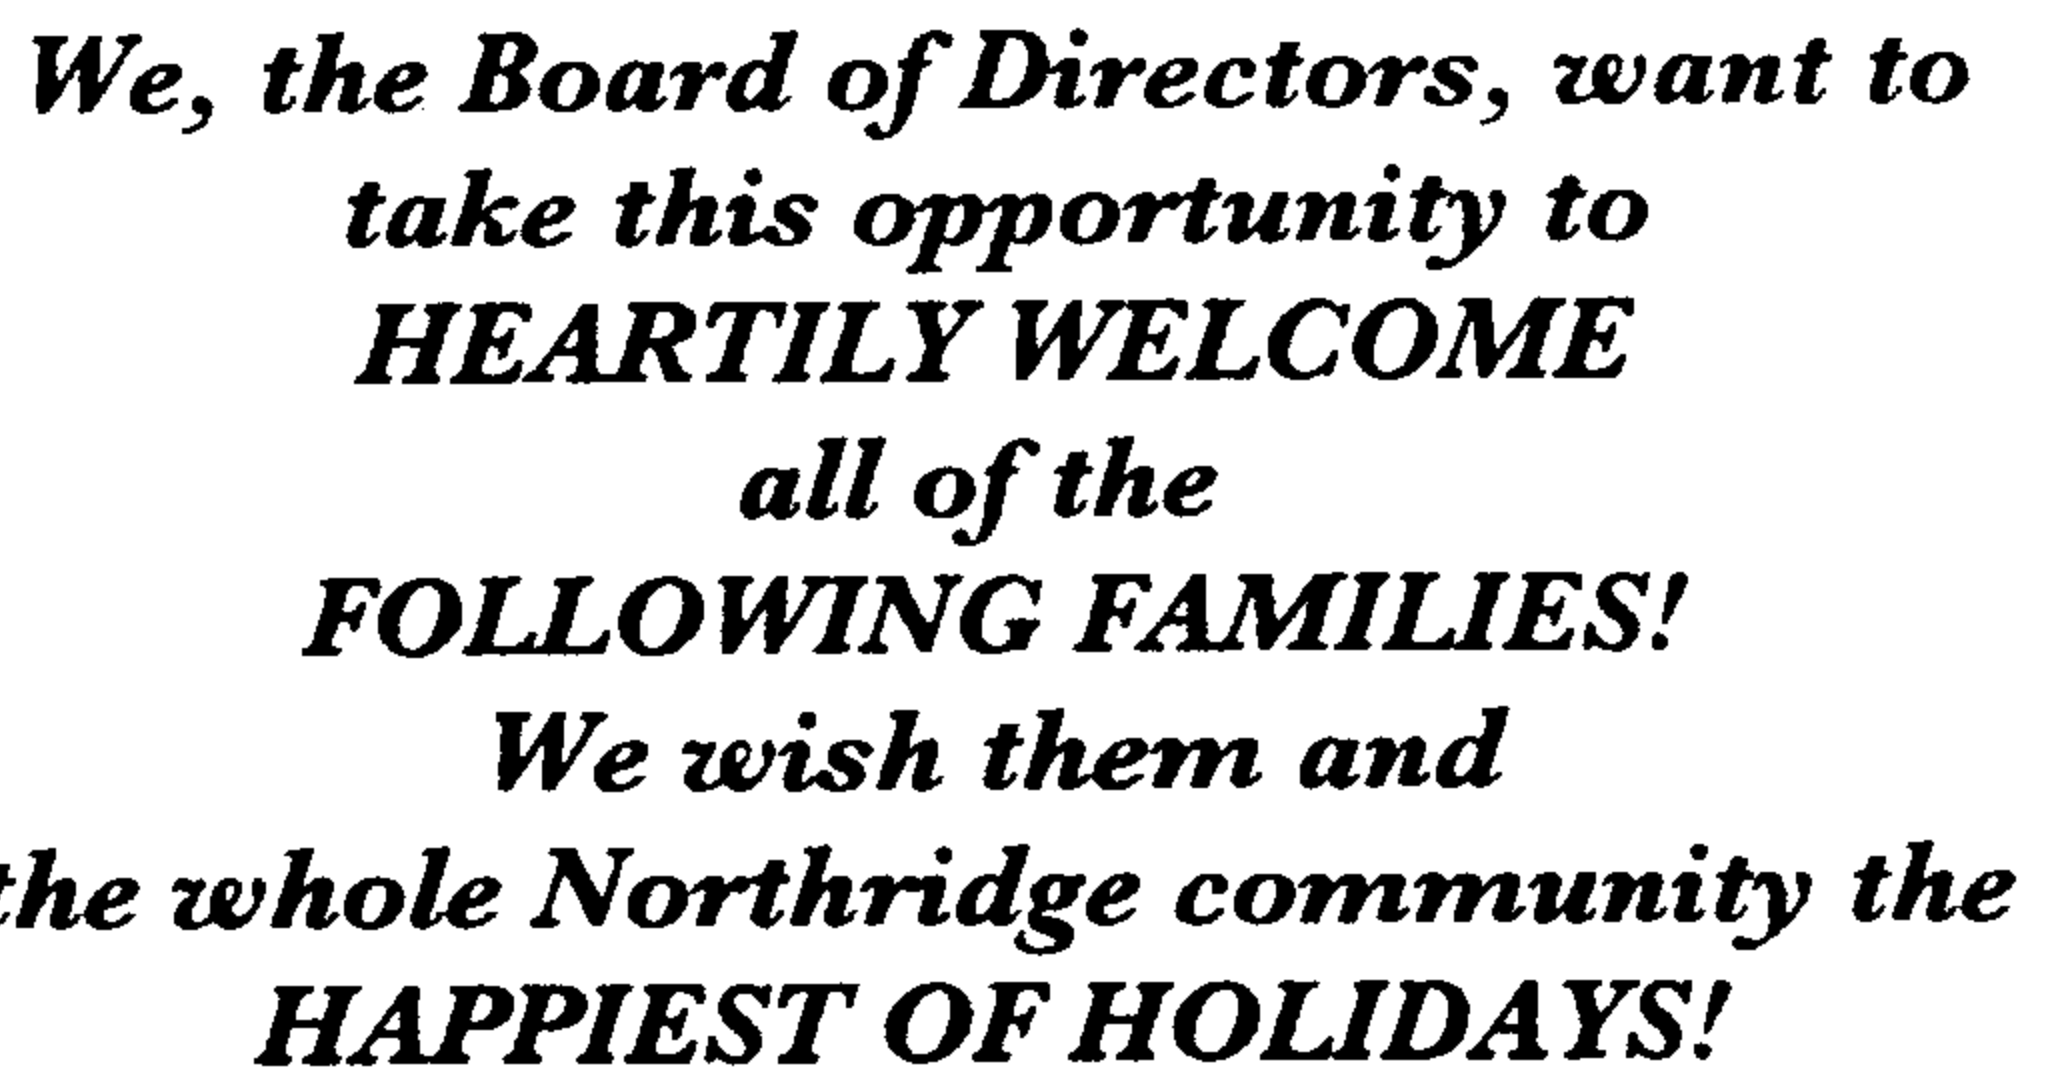 We, the Board of Directors, want to
take this opportunity to
HEARTILY WELCOME
all of the
FOLLOWING FAMILIES!
We wish them and
the whole Northridge community the
HAPPIEST OF HOLIDAYS!